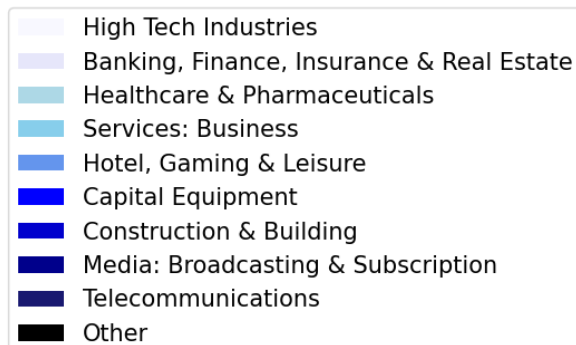 High Tech Industries
Banking, Finance, Insurance & Real Estate
Healthcare & Pharmaceuticals
Services: Business
Hotel, Gaming & Leisure
Capital Equipment
Construction & Building
Media: Broadcasting & Subscription
Telecommunications
Other